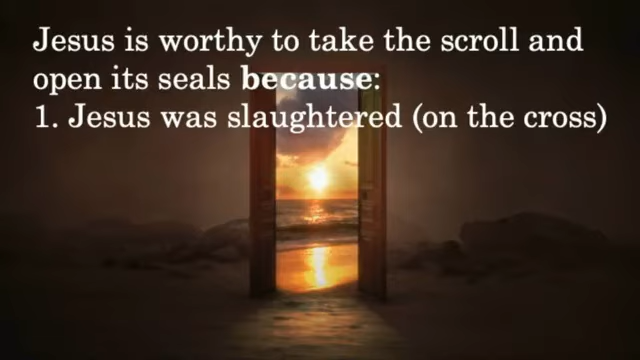 Jesus is worthy to take the scroll and
open its seals because:
1. Jesus was slaughtered (on the cross)